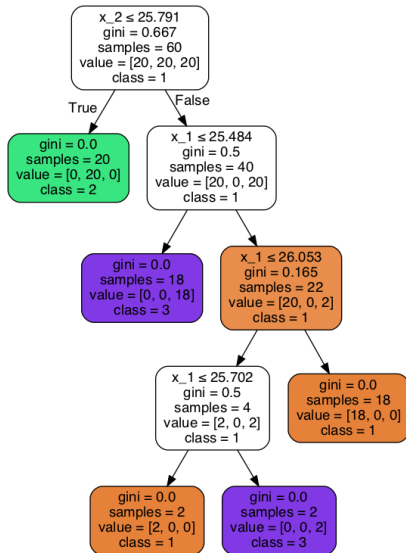 x_2 ≤ 25.791
gini = 0.667
samples = 60
value = [20, 20, 20]
class = 1
True
False
gini = 0.0
samples = 20
value = [0, 20, 0]
class = 2
x_1 ≤ 25.484
gini = 0.5
samples = 40
value = [20, 0, 20]
class = 1
gini = 0.0
samples = 18
value = [0, 0, 18]
class = 3
x_1 ≤ 26.053
gini = 0.165
samples = 22
value = [20, 0, 2]
class = 1
x_1 ≤ 25.702
gini = 0.5
samples = 4
value = [2, 0, 2]
class = 1
gini = 0.0
samples = 18
value = [18, 0, 0]
class = 1
gini = 0.0
samples = 2
value = [2, 0, 0]
class = 1
gini = 0.0
samples = 2
value = [0, 0, 2]
class = 3